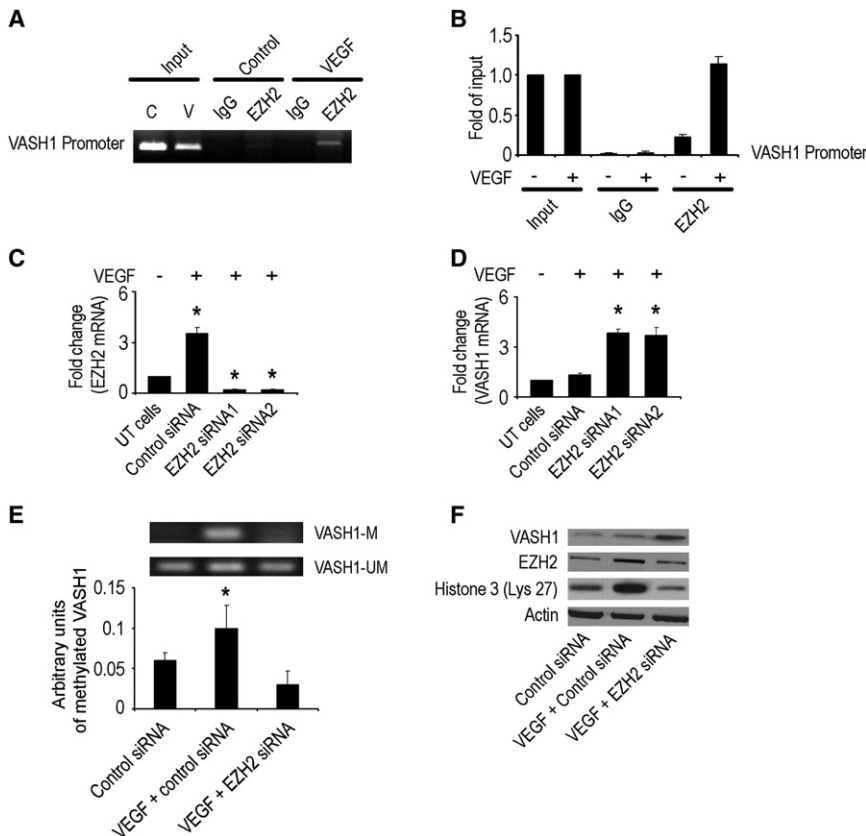 A
Input
Control
VEGF
C
V
IgG
EZH2
IgG
EZH2
VASH1 Promoter
B
Fold of input
1.5
1.0
0.5
0
VASH1 Promoter
VEGF - + - + - +
Input
IgG
EZH2
C
VEGF - + + +
Fold change
(EZH2 mRNA)
6
3
0
*
*
*
UT cells
Control siRNA
EZH2 siRNA1
EZH2 siRNA2
D
VEGF - + + +
Fold change
(VASH1 mRNA)
6
3
0
*
*
UT cells
Control siRNA
EZH2 siRNA1
EZH2 siRNA2
E
VASH1-M
VASH1-UM
Arbitrary units
of methylated VASH1
0.15
0.1
0.05
0
*
Control siRNA
VEGF + control siRNA
VEGF + EZH2 siRNA
F
VASH1
EZH2
Histone 3 (Lys 27)
Actin
Control siRNA
VEGF + Control siRNA
VEGF + EZH2 siRNA